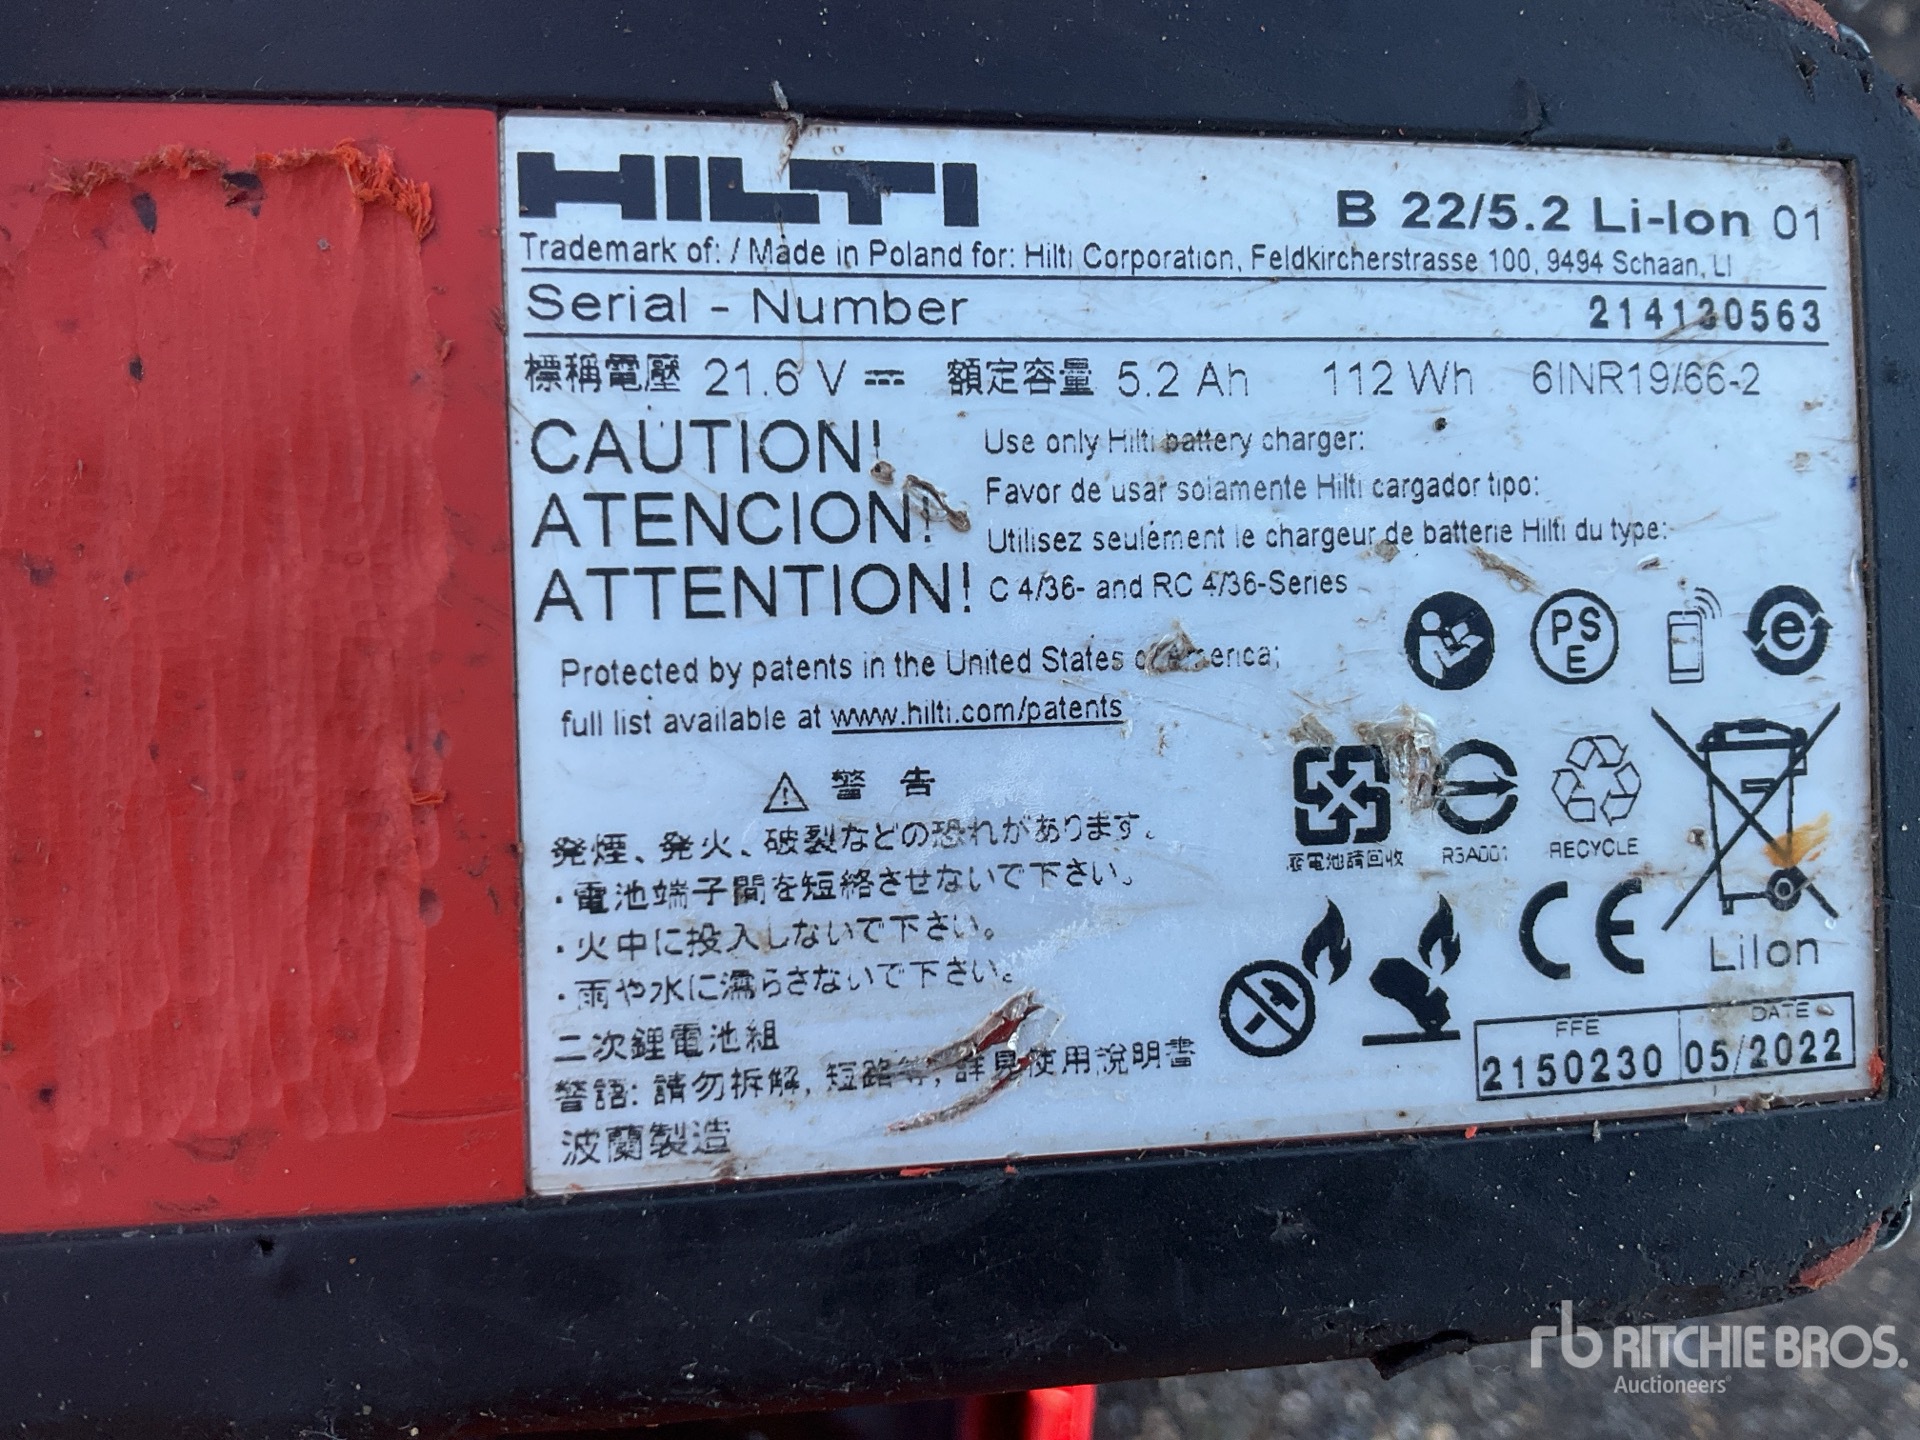 HILTI
B 22/5.2 Li-Ion 01
Trademark of: / Made in Poland for: Hilti Corporation, Feldkircherstrasse 100, 9494 Schaan, LI
Serial - Number 214130563
標稱電壓 21.6 V 額定容量 5.2 Ah 112 Wh 6INR19/66-2
CAUTION! Use only Hilti battery charger:
ATENCION! Favor de usar solamente Hilti cargador tipo:
Utilisez seulement le chargeur de batterie Hilti du type:
ATTENTION! C 4/36- and RC 4/36-Series
PS
E
e
Protected by patents in the United States of America;
full list available at www.hilti.com/patents
警告
発煙、発火、破裂などの恐れがあります。
・電池端子間を短絡させないで下さい。
・火中に投入しないで下さい。
・雨や水に濡らさないで下さい。
二次鋰電池組
警語: 請勿拆解, 短路等, 詳見使用說明書
波蘭製造
廢電池請回收 R3A001 RECYCLE
CE
LiIon
FFE DATE
2150230 05/2022
rb RITCHIE BROS.
Auctioneers